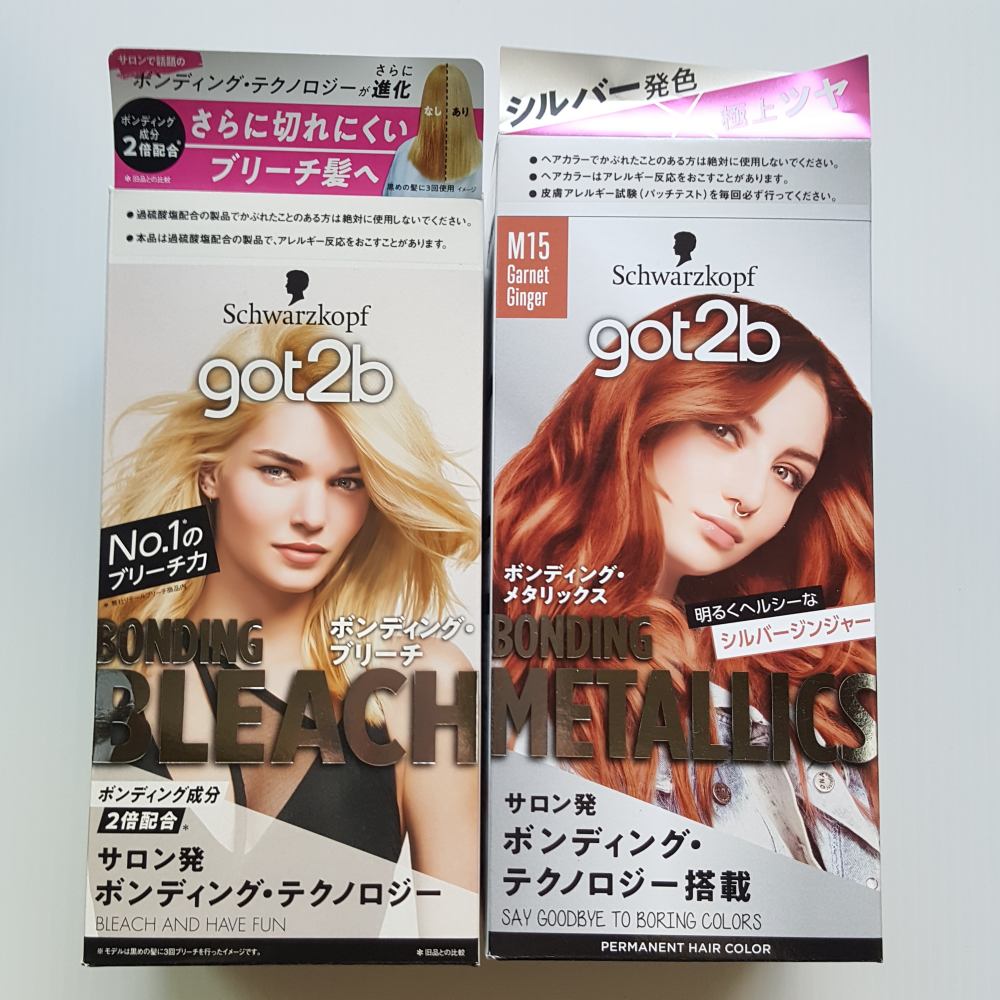 サロンで話題の
ボンディング・テクノロジーが
さらに
進化
ボンディング
成分
2倍配合*
*旧品との比較
さらに切れにくい
ブリーチ髪へ
なし
あり
黒めの髪に3回使用 イメージ
●過硫酸塩配合の製品でかぶれたことのある方は絶対に使用しないでください。
●本品は過硫酸塩配合の製品で、アレルギー反応をおこすことがあります。
Schwarzkopf
got2b
No.1*の
ブリーチ力
BONDING
ボンディング・
ブリーチ
BLEACH
ボンディング成分
2倍配合*
サロン発
ボンディング・テクノロジー
BLEACH AND HAVE FUN
※モデルは黒めの髪に3回ブリーチを行ったイメージです。
*旧品との比較
シルバー発色
極上ツヤ
●ヘアカラーでかぶれたことのある方は絶対に使用しないでください。
●ヘアカラーはアレルギー反応をおこすことがあります。
●皮膚アレルギー試験(パッチテスト)を毎回必ず行ってください。
M15
Garnet
Ginger
Schwarzkopf
got2b
ボンディング・
メタリックス
明るくヘルシーな
シルバージンジャー
BONDING
METALLICS
サロン発
ボンディング・
テクノロジー搭載
SAY GOODBYE TO BORING COLORS
PERMANENT HAIR COLOR